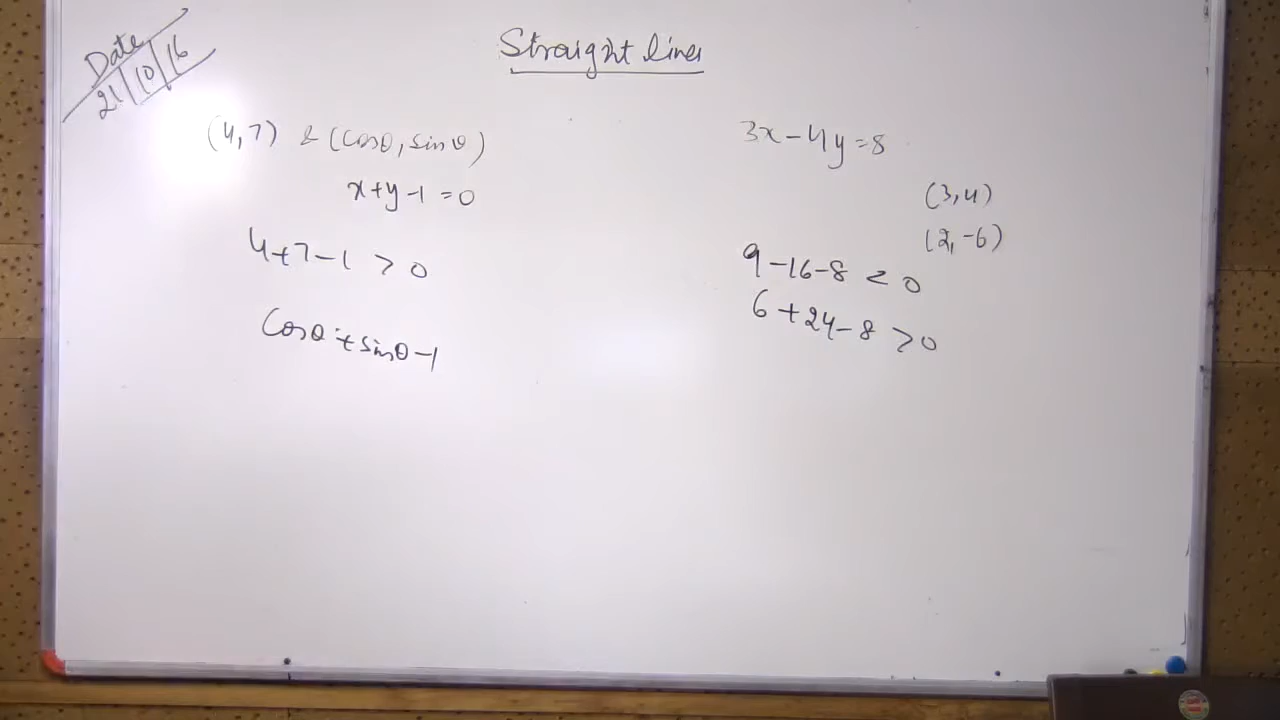 Date
21/10/16
Straight lines
(4,7) & (cosθ, sinθ)
x+y-1=0
4+7-1 > 0
Cosθ+sinθ-1
3x-4y=8
(3,4)
(2,-6)
9-16-8 < 0
6+24-8 > 0